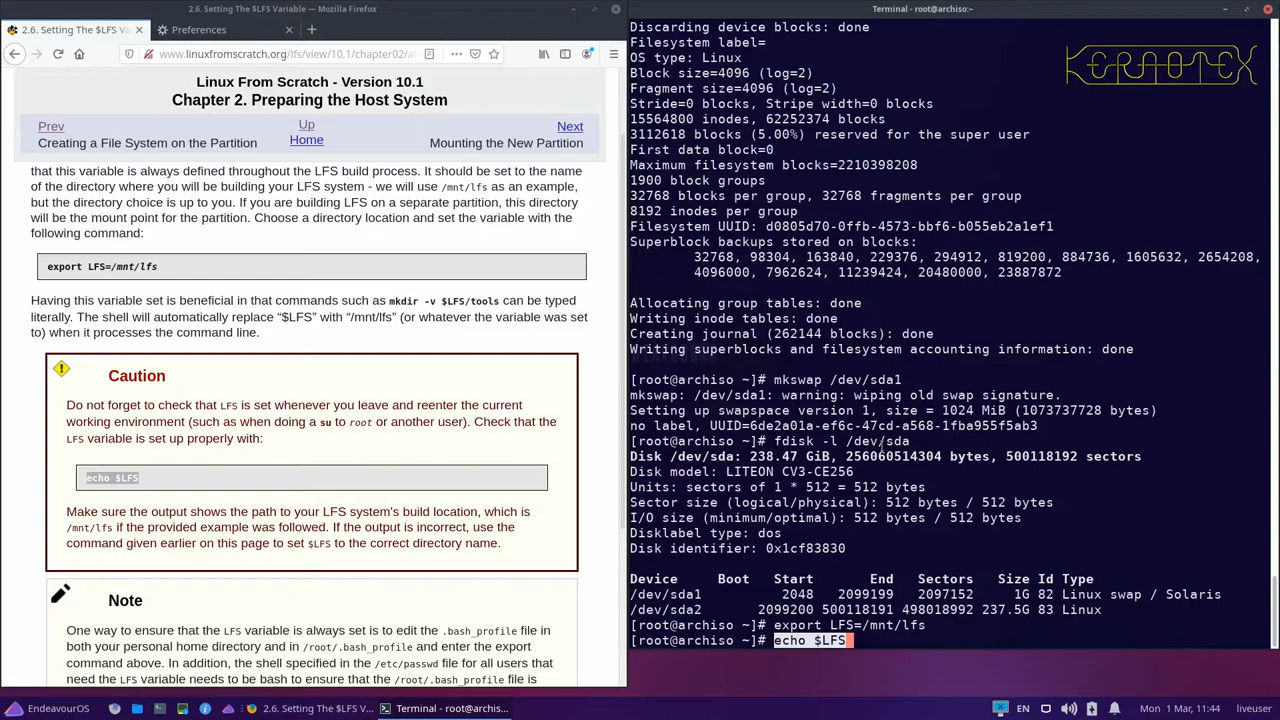 2.6. Setting The $LFS Variable — Mozilla Firefox
2.6. Setting The $LFS Varia
Preferences
www.linuxfromscratch.org/lfs/view/10.1/chapter02/a
Linux From Scratch - Version 10.1
Chapter 2. Preparing the Host System
Prev
Up
Next
Creating a File System on the Partition
Home
Mounting the New Partition
that this variable is always defined throughout the LFS build process. It should be set to the
name of the directory where you will be building your LFS system - we will use /mnt/lfs as an example,
but the directory choice is up to you. If you are building LFS on a separate partition, this directory
will be the mount point for the partition. Choose a directory location and set the variable with the
following command:
export LFS=/mnt/lfs
Having this variable set is beneficial in that commands such as mkdir -v $LFS/tools can be typed
literally. The shell will automatically replace “$LFS” with “/mnt/lfs” (or whatever the variable was set
to) when it processes the command line.
Caution
Do not forget to check that LFS is set whenever you leave and reenter the current
working environment (such as when doing a su to root or another user). Check that the
LFS variable is set up properly with:
echo $LFS
Make sure the output shows the path to your LFS system's build location, which is
/mnt/lfs if the provided example was followed. If the output is incorrect, use the
command given earlier on this page to set $LFS to the correct directory name.
Note
One way to ensure that the LFS variable is always set is to edit the .bash_profile file in
both your personal home directory and in /root/.bash_profile and enter the export
command above. In addition, the shell specified in the /etc/passwd file for all users that
need the LFS variable needs to be bash to ensure that the /root/.bash_profile file is
Terminal - root@archiso:~
KERNOTEX
Discarding device blocks: done
Filesystem label=
OS type: Linux
Block size=4096 (log=2)
Fragment size=4096 (log=2)
Stride=0 blocks, Stripe width=0 blocks
15564800 inodes, 62252374 blocks
3112618 blocks (5.00%) reserved for the super user
First data block=0
Maximum filesystem blocks=2210398208
1900 block groups
32768 blocks per group, 32768 fragments per group
8192 inodes per group
Filesystem UUID: d0805d70-0ffb-4573-bbf6-b055eb2a1ef1
Superblock backups stored on blocks:
32768, 98304, 163840, 229376, 294912, 819200, 884736, 1605632, 2654208,
4096000, 7962624, 11239424, 20480000, 23887872
Allocating group tables: done
Writing inode tables: done
Creating journal (262144 blocks): done
Writing superblocks and filesystem accounting information: done
[root@archiso ~]# mkswap /dev/sda1
mkswap: /dev/sda1: warning: wiping old swap signature.
Setting up swapspace version 1, size = 1024 MiB (1073737728 bytes)
no label, UUID=6de2a01a-ef6c-47cd-a568-1fba955f5ab3
[root@archiso ~]# fdisk -l /dev/sda
Disk /dev/sda: 238.47 GiB, 256060514304 bytes, 500118192 sectors
Disk model: LITEON CV3-CE256
Units: sectors of 1 * 512 = 512 bytes
Sector size (logical/physical): 512 bytes / 512 bytes
I/O size (minimum/optimal): 512 bytes / 512 bytes
Disklabel type: dos
Disk identifier: 0x1cf83830
Device Boot Start End Sectors Size Id Type
/dev/sda1 2048 2099199 2097152 1G 82 Linux swap / Solaris
/dev/sda2 2099200 500118191 498018992 237.5G 83 Linux
[root@archiso ~]# export LFS=/mnt/lfs
[root@archiso ~]# echo $LFS
EndeavourOS
2.6. Setting The $LFS V...
Terminal - root@archiso:...
EN
Mon 1 Mar, 11:44
liveuser